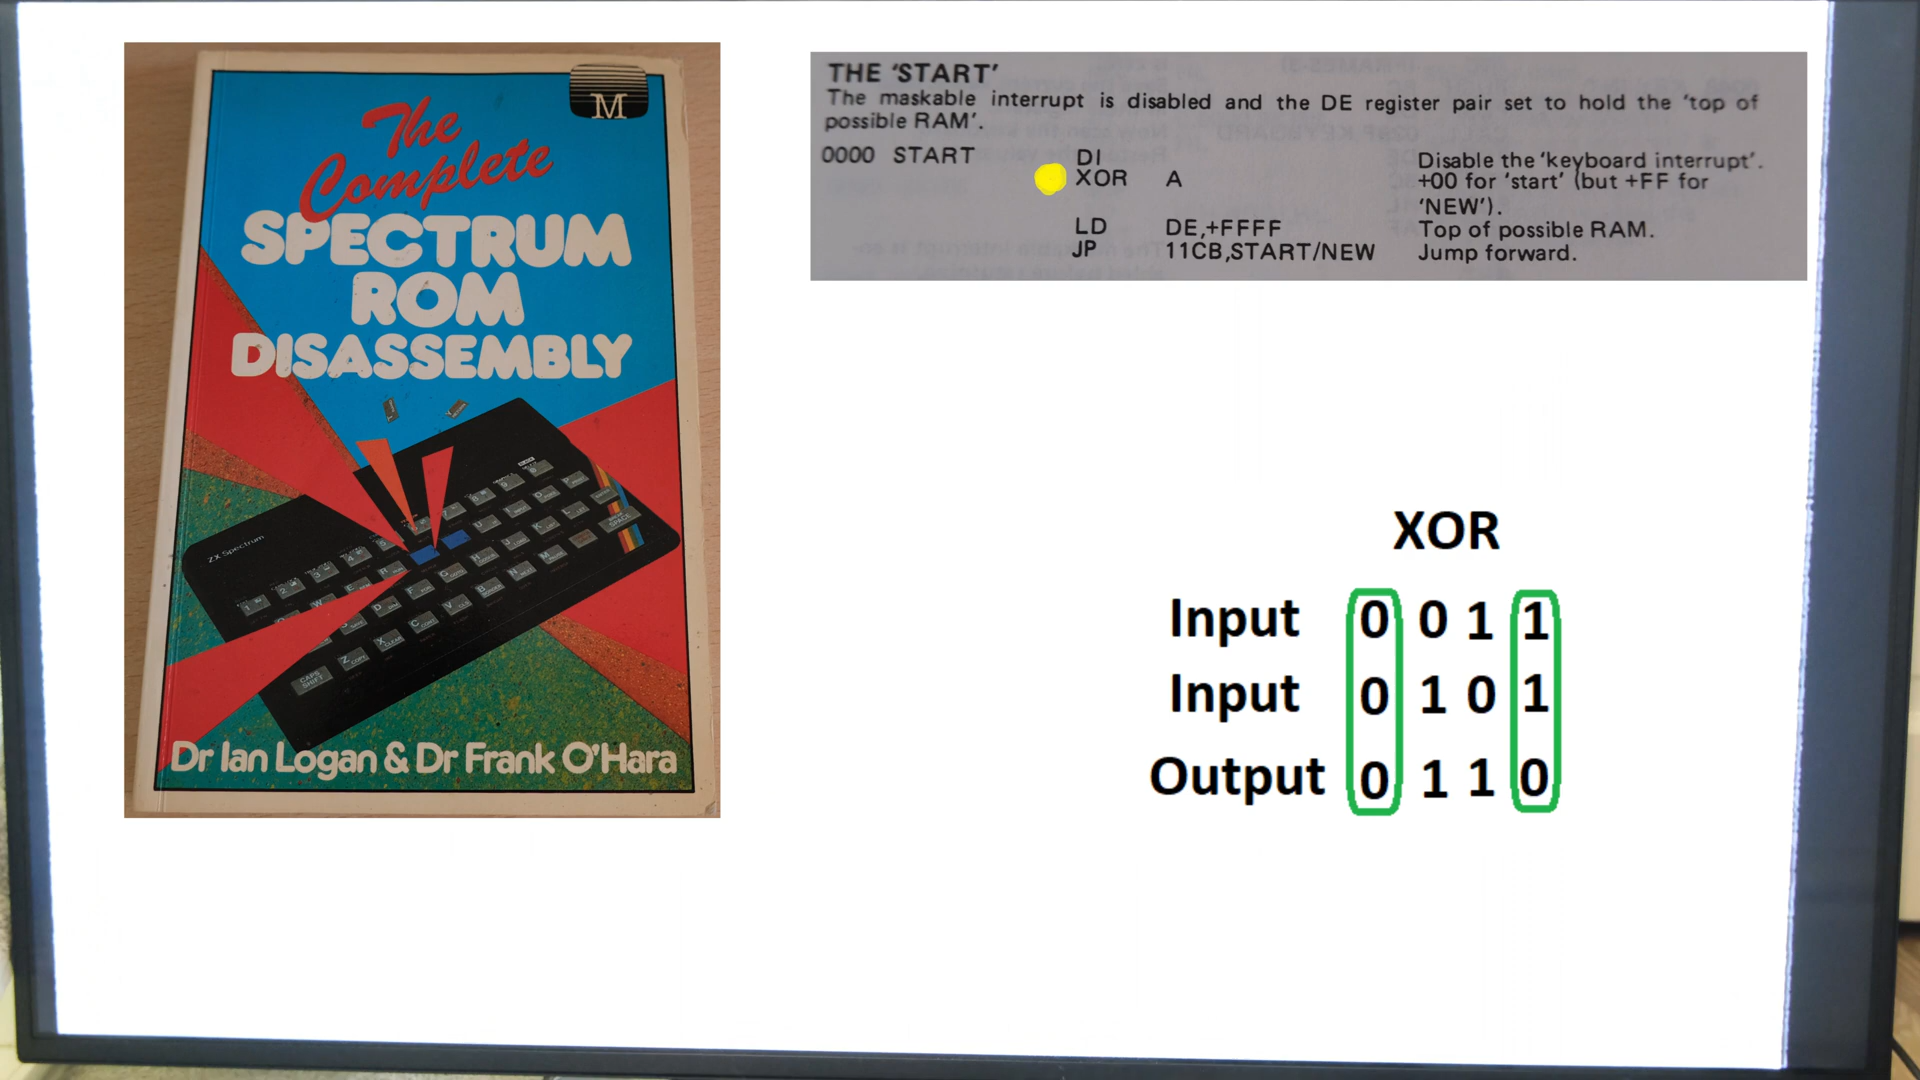 M
The
Complete
SPECTRUM
ROM
DISASSEMBLY
ZX Spectrum
CAPS
SHIFT
Dr Ian Logan & Dr Frank O'Hara
THE 'START'
The maskable interrupt is disabled and the DE register pair set to hold the 'top of
possible RAM'.
0000 START DI Disable the 'keyboard interrupt'.
XOR A +00 for 'start' (but +FF for
'NEW').
LD DE,+FFFF Top of possible RAM.
JP 11CB,START/NEW Jump forward.
XOR
Input 0 0 1 1
Input 0 1 0 1
Output 0 1 1 0